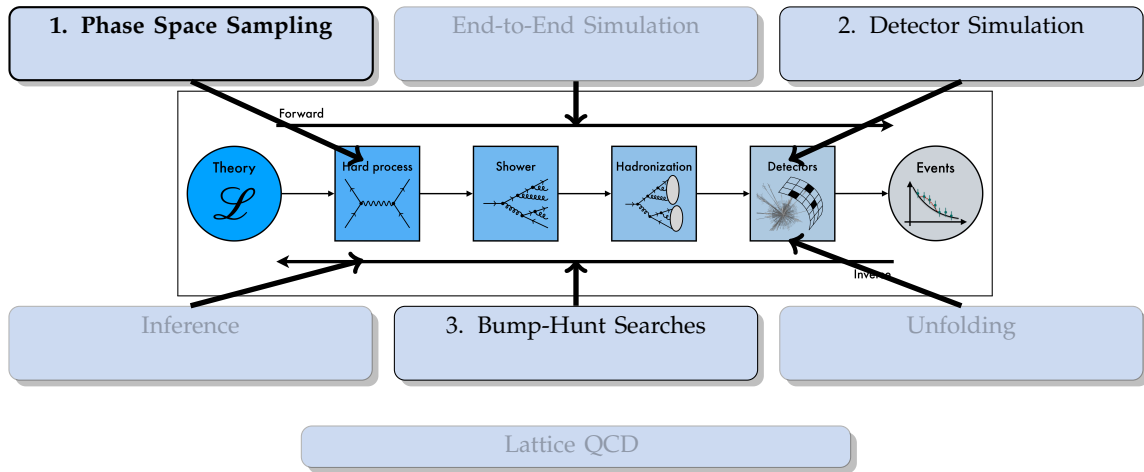 1. Phase Space Sampling
End-to-End Simulation
2. Detector Simulation
Forward
Theory
Hard process
Shower
Hadronization
Detectors
Events
ℒ
Inverse
Inference
3. Bump-Hunt Searches
Unfolding
Lattice QCD